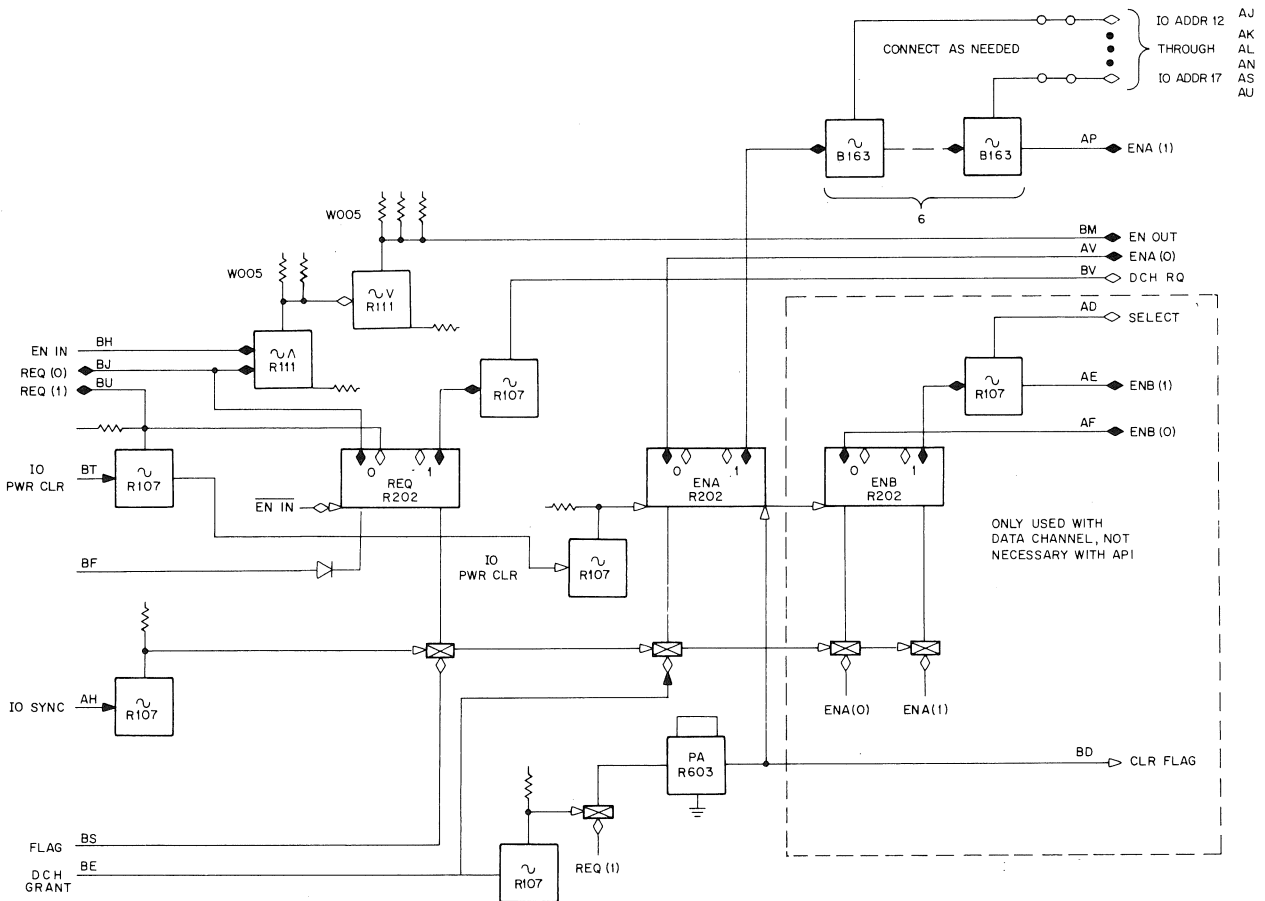 IO ADDR 12 AJ
AK
CONNECT AS NEEDED THROUGH AL
AN
IO ADDR 17 AS
AU
B163 B163 AP ENA (1)
6
W005
BM EN OUT
AV ENA (0)
W005
BV DCH RQ
∿ V
R111
AD SELECT
∿ Λ
R111
EN IN BH
REQ (0) BJ
REQ (1) BU
R107
R107 AE ENB (1)
AF ENB (0)
IO
PWR CLR BT
R107
0 1
REQ
R202
EN IN
0 1
ENA
R202
0 1
ENB
R202
ONLY USED WITH
DATA CHANNEL, NOT
NECESSARY WITH API
IO
PWR CLR
R107
BF
IO SYNC AH
R107
ENA(0) ENA(1)
PA
R603
BD CLR FLAG
FLAG BS
DCH
GRANT BE
R107
REQ (1)